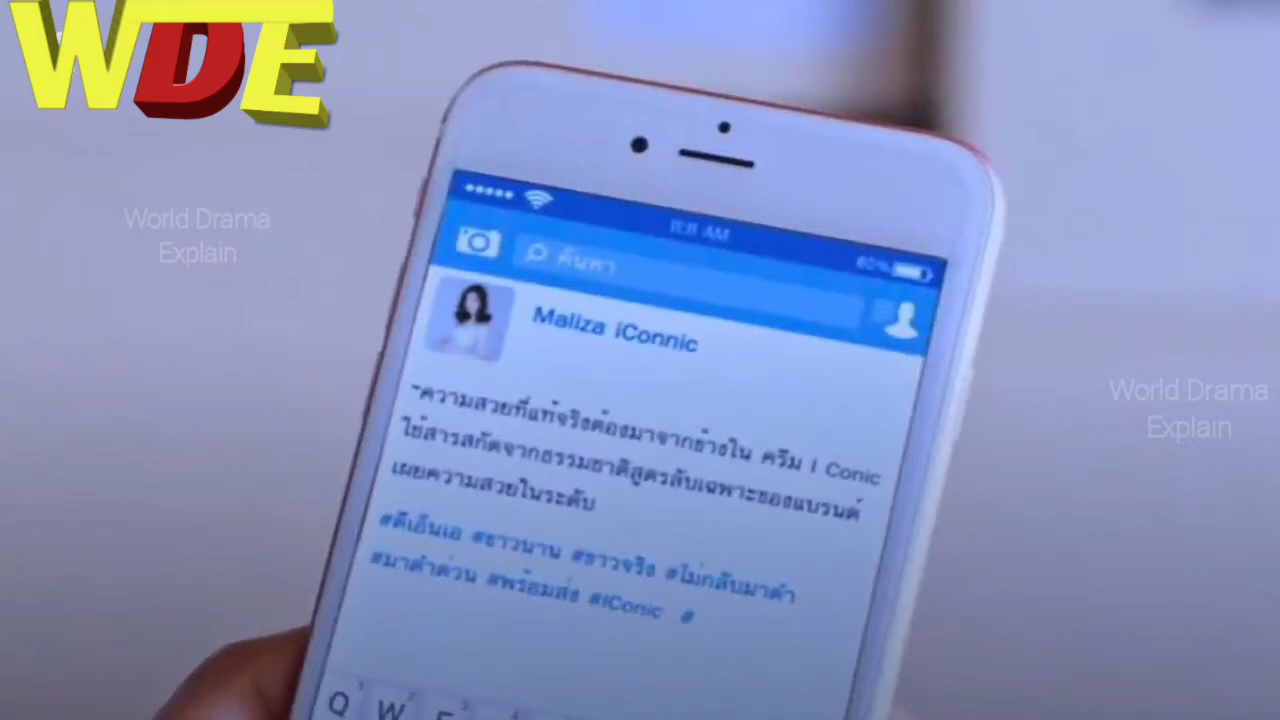 WDE
World Drama
Explain
11:11 AM
60%
ค้นหา
Maliza iConnic
"ความสวยที่แท้จริงต้องมาจากข้างใน ครีม I Conic
ใช้สารสกัดจากธรรมชาติสูตรลับเฉพาะของแบรนด์
เผยความสวยในระดับ
#ดีเอ็นเอ #ขาวนาน #ขาวจริง #ไม่กลับมาดำ
#มาดำด่วน #พร้อมส่ง #IConic #
Q W E
World Drama
Explain